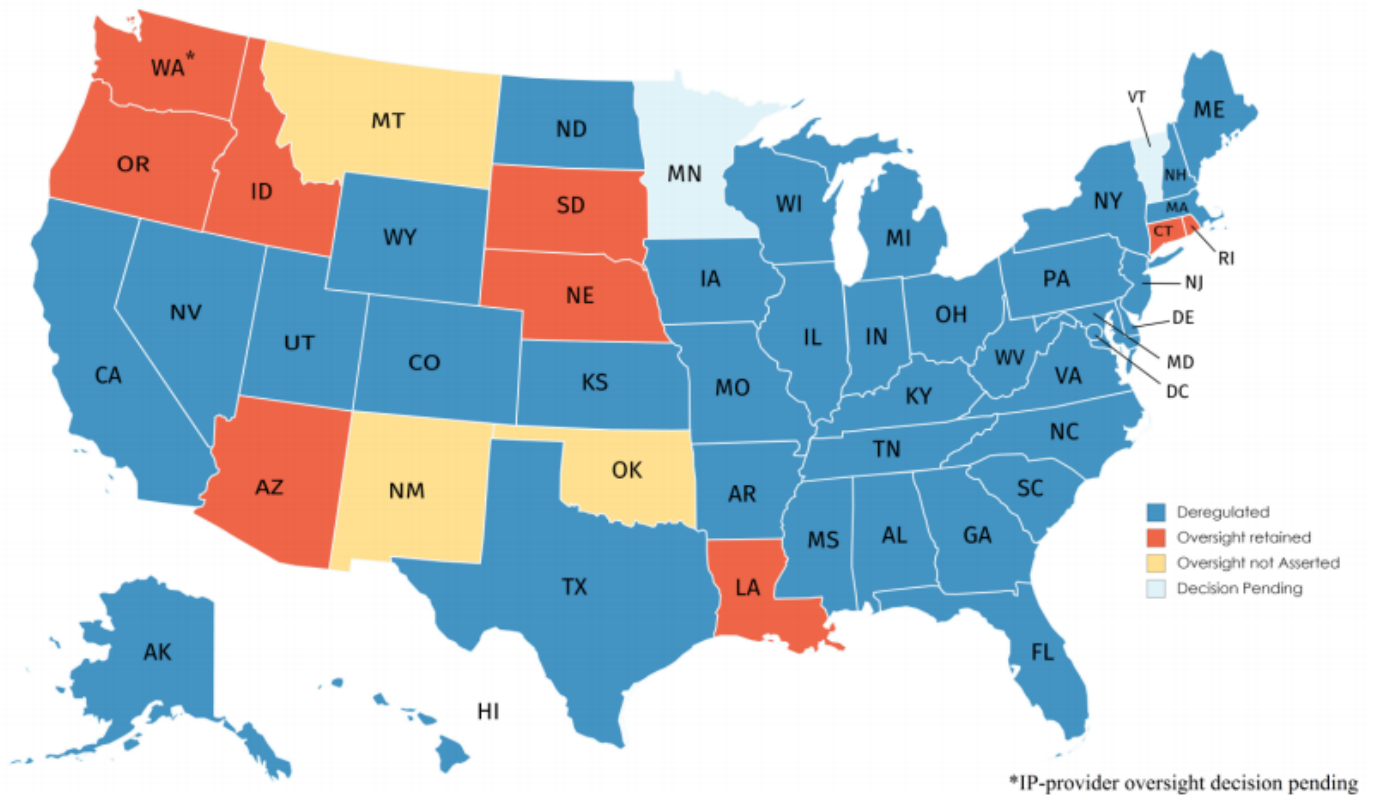 WA*
MT
ND
MN
VT
ME
OR
ID
SD
WI
MI
NY
NH
MA
CT
RI
WY
IA
NE
PA
NJ
NV
UT
CO
IL
IN
OH
DE
MD
DC
WV
VA
CA
KS
MO
KY
NC
TN
AZ
NM
OK
AR
SC
MS
AL
GA
TX
LA
Deregulated
Oversight retained
Oversight not Asserted
Decision Pending
AK
HI
FL
*IP-provider oversight decision pending